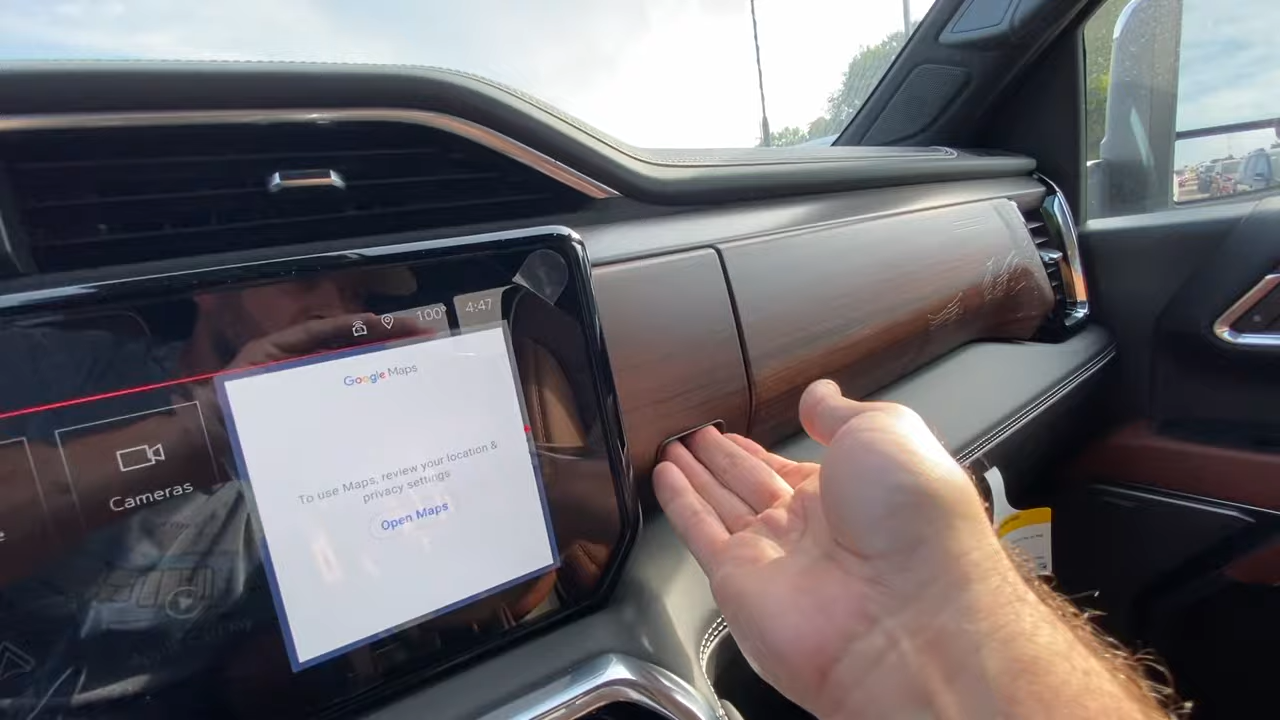 100° 4:47
Google Maps
To use Maps, review your location &
privacy settings
Open Maps
Cameras
e